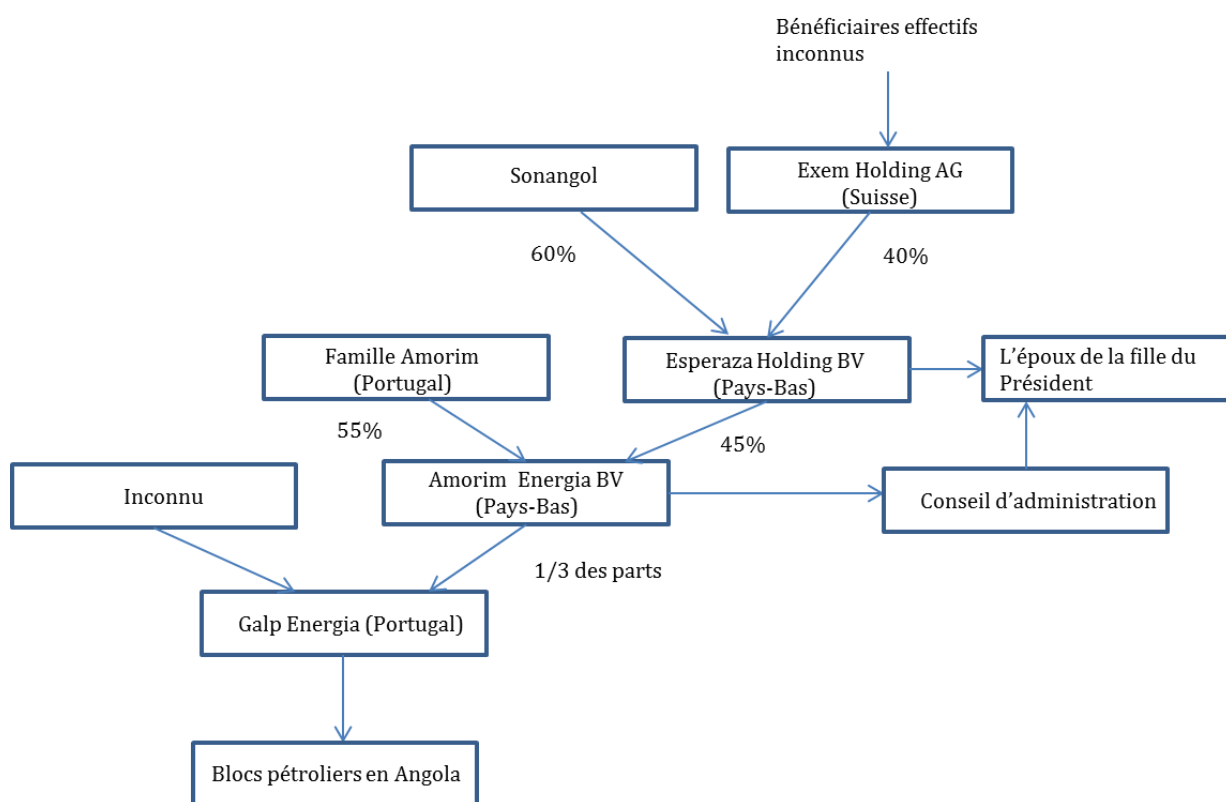 Bénéficiaires effectifs
inconnus
Sonangol
Exem Holding AG
(Suisse)
60%
40%
Famille Amorim
(Portugal)
Esperaza Holding BV
(Pays-Bas)
L'époux de la fille du
Président
55%
45%
Inconnu
Amorim Energia BV
(Pays-Bas)
Conseil d'administration
1/3 des parts
Galp Energia (Portugal)
Blocs pétroliers en Angola